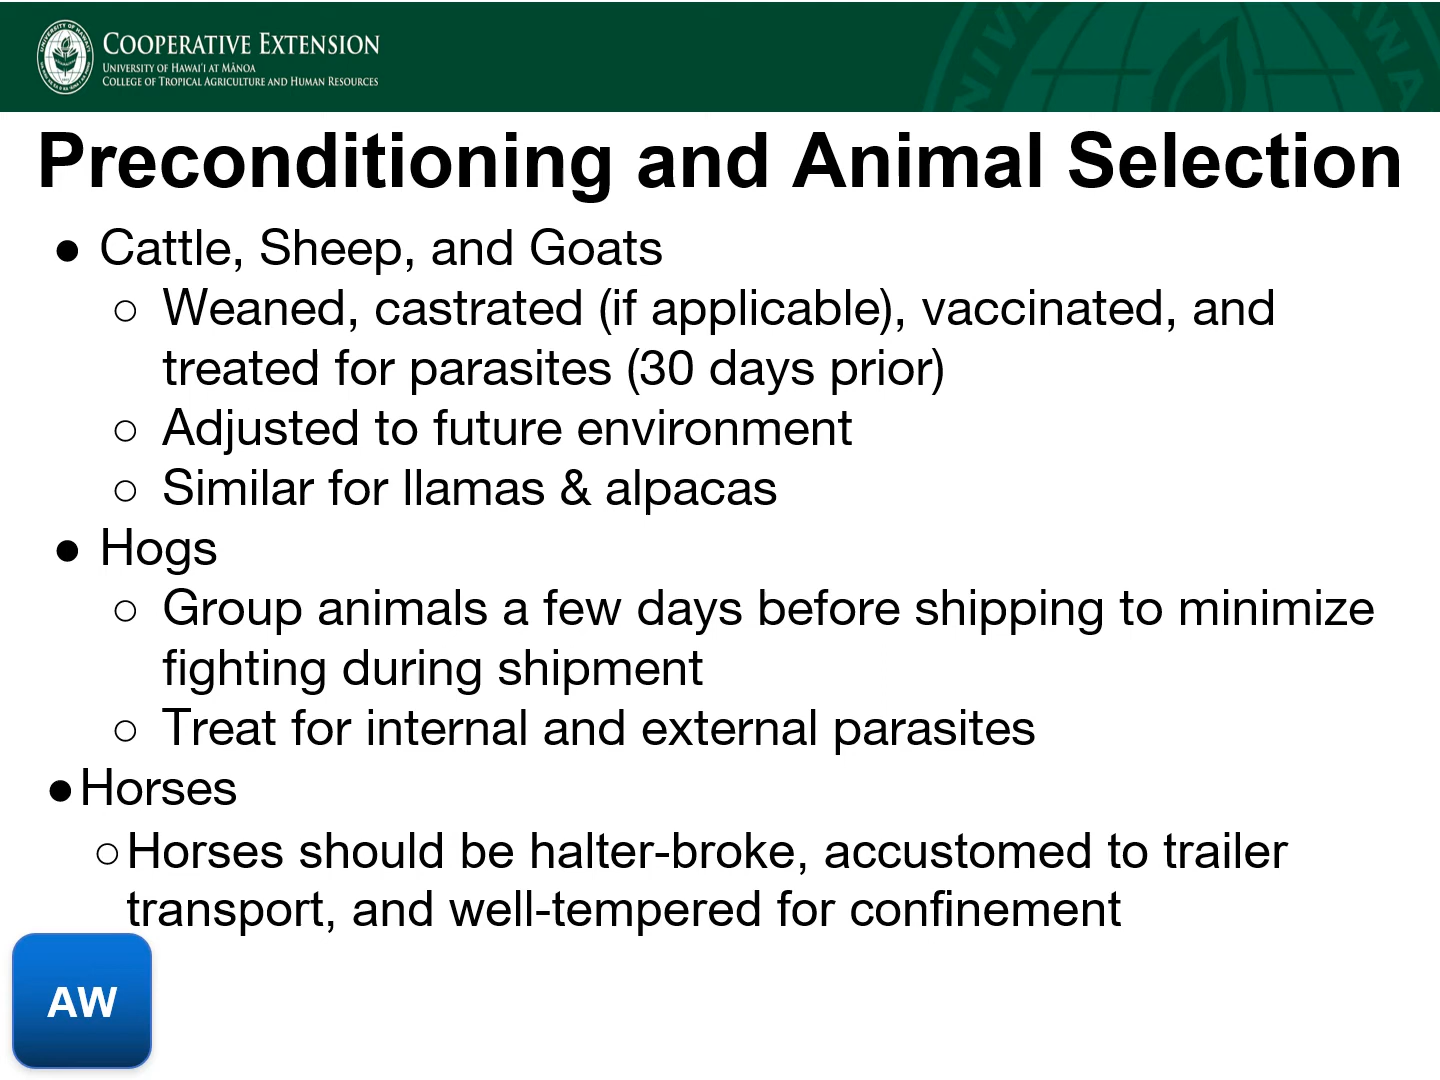 COOPERATIVE EXTENSION
UNIVERSITY OF HAWAI'I AT MĀNOA
COLLEGE OF TROPICAL AGRICULTURE AND HUMAN RESOURCES
Preconditioning and Animal Selection
● Cattle, Sheep, and Goats
○ Weaned, castrated (if applicable), vaccinated, and
treated for parasites (30 days prior)
○ Adjusted to future environment
○ Similar for llamas & alpacas
● Hogs
○ Group animals a few days before shipping to minimize
fighting during shipment
○ Treat for internal and external parasites
● Horses
○ Horses should be halter-broke, accustomed to trailer
transport, and well-tempered for confinement
AW